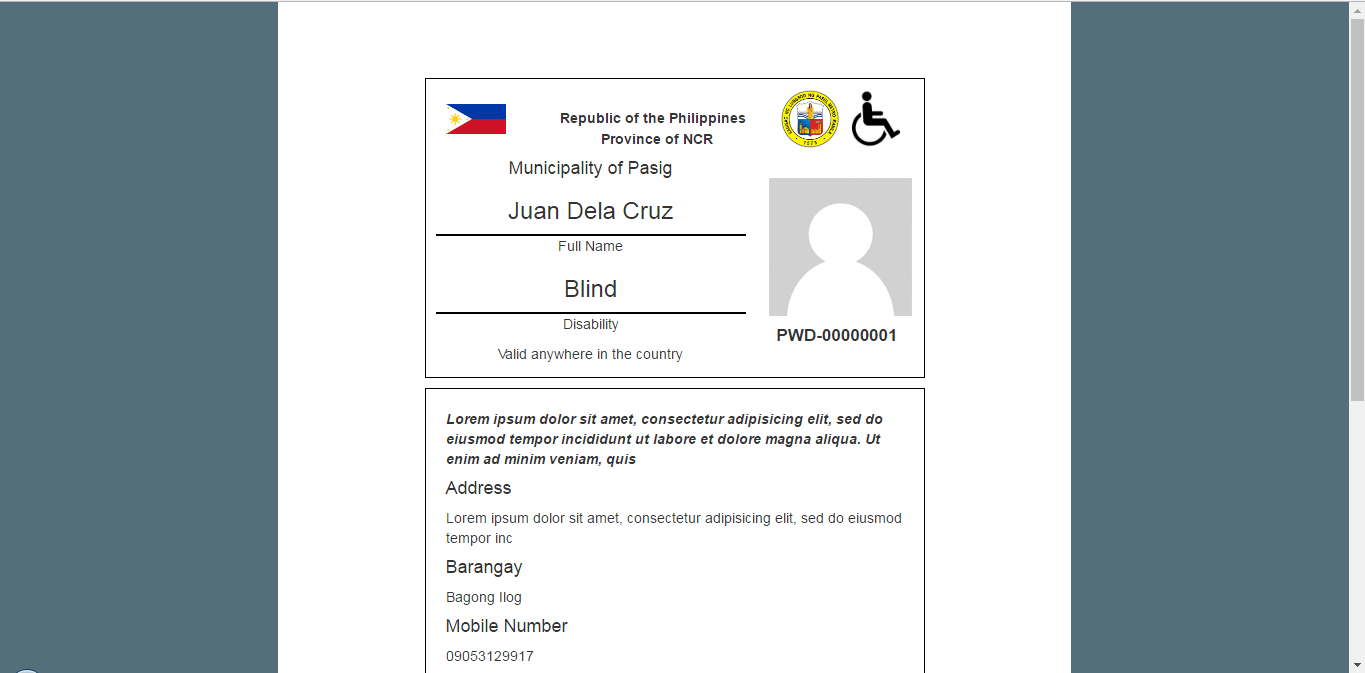 Republic of the Philippines
Province of NCR
Municipality of Pasig
Juan Dela Cruz
Full Name
Blind
Disability
Valid anywhere in the country
PWD-00000001
Lorem ipsum dolor sit amet, consectetur adipisicing elit, sed do
eiusmod tempor incididunt ut labore et dolore magna aliqua. Ut
enim ad minim veniam, quis
Address
Lorem ipsum dolor sit amet, consectetur adipisicing elit, sed do eiusmod
tempor inc
Barangay
Bagong Ilog
Mobile Number
09053129917